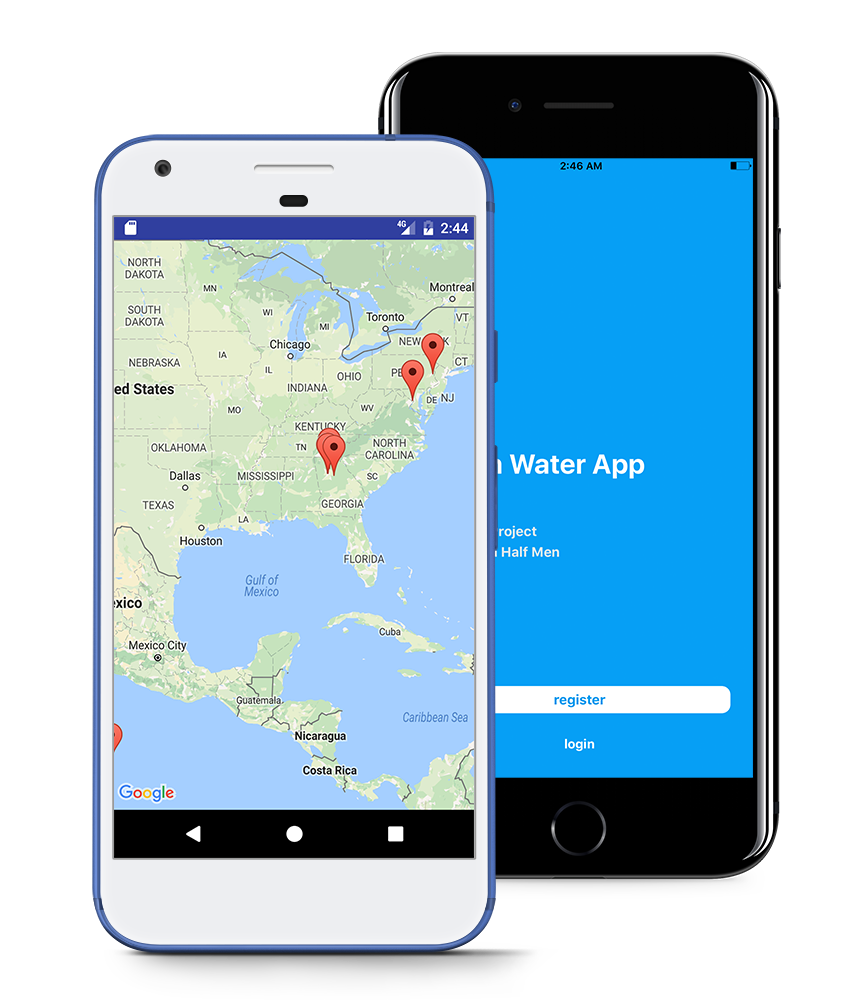 2:44
4G
NORTH
DAKOTA
MN
Montreal
SOUTH
DAKOTA
WI
Toronto
VT
MI
NEW
K
Chicago
NEBRASKA
IA
CT
IL
OHIO
PE
INDIANA
ed States
DE
NJ
MO
WV
KENTUCKY
OKLAHOMA
TN
NORTH
CAROLINA
Dallas
MISSISSIPPI
SC
TEXAS
GEORGIA
LA
Houston
FLORIDA
Gulf of
Mexico
exico
Cuba
Mexico City
Guatemala
Caribbean Sea
Nicaragua
Costa Rica
Google
2:46 AM
n Water App
roject
Half Men
register
login